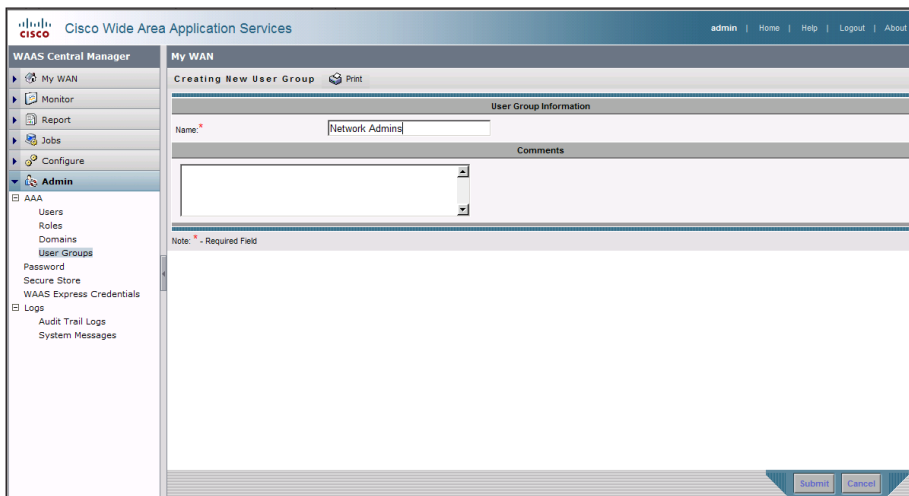 CISCO Cisco Wide Area Application Services
admin | Home | Help | Logout | About
WAAS Central Manager
My WAN
Monitor
Report
Jobs
Configure
Admin
AAA
Users
Roles
Domains
User Groups
Password
Secure Store
WAAS Express Credentials
Logs
Audit Trail Logs
System Messages
My WAN
Creating New User Group Print
User Group Information
Name:* Network Admins
Comments
Note: * - Required Field
Submit Cancel